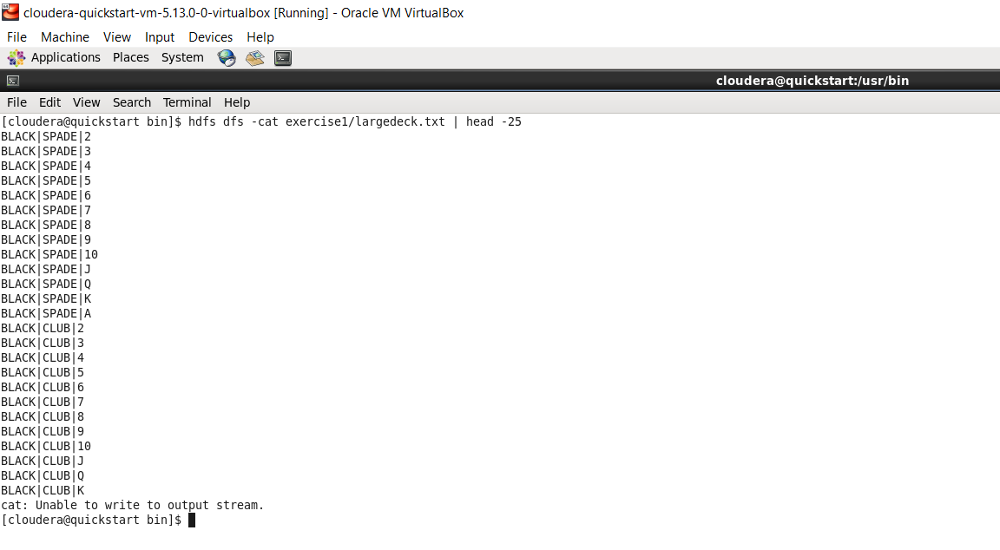 cloudera-quickstart-vm-5.13.0-0-virtualbox [Running] - Oracle VM VirtualBox
File Machine View Input Devices Help
Applications Places System
cloudera@quickstart:/usr/bin
File Edit View Search Terminal Help
[cloudera@quickstart bin]$ hdfs dfs -cat exercise1/largedeck.txt | head -25
BLACK|SPADE|2
BLACK|SPADE|3
BLACK|SPADE|4
BLACK|SPADE|5
BLACK|SPADE|6
BLACK|SPADE|7
BLACK|SPADE|8
BLACK|SPADE|9
BLACK|SPADE|10
BLACK|SPADE|J
BLACK|SPADE|Q
BLACK|SPADE|K
BLACK|SPADE|A
BLACK|CLUB|2
BLACK|CLUB|3
BLACK|CLUB|4
BLACK|CLUB|5
BLACK|CLUB|6
BLACK|CLUB|7
BLACK|CLUB|8
BLACK|CLUB|9
BLACK|CLUB|10
BLACK|CLUB|J
BLACK|CLUB|Q
BLACK|CLUB|K
cat: Unable to write to output stream.
[cloudera@quickstart bin]$